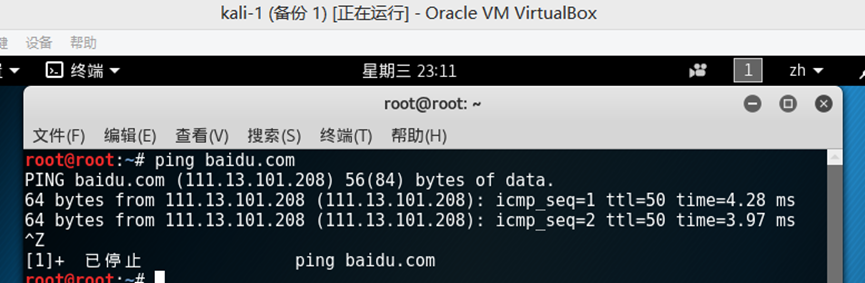 kali-1 (备份 1) [正在运行] - Oracle VM VirtualBox
设备 帮助
终端 星期三 23:11 1 zh
root@root: ~
文件(F) 编辑(E) 查看(V) 搜索(S) 终端(T) 帮助(H)
root@root:~# ping baidu.com
PING baidu.com (111.13.101.208) 56(84) bytes of data.
64 bytes from 111.13.101.208 (111.13.101.208): icmp_seq=1 ttl=50 time=4.28 ms
64 bytes from 111.13.101.208 (111.13.101.208): icmp_seq=2 ttl=50 time=3.97 ms
^Z
[1]+ 已停止 ping baidu.com
root@root:~#